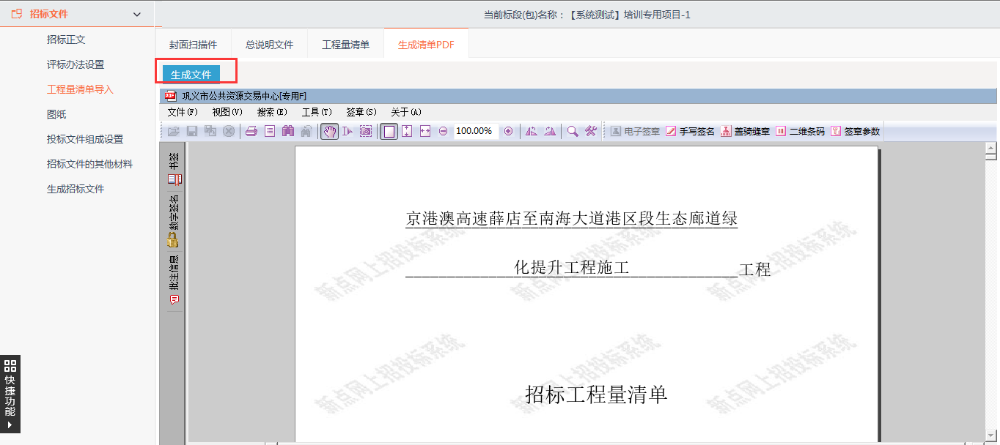 招标文件
当前标段(包)名称：【系统测试】培训专用项目-1
招标正文
评标办法设置
工程量清单导入
图纸
投标文件组成设置
招标文件的其他材料
生成招标文件
快捷功能
封面扫描件 总说明文件 工程量清单 生成清单PDF
生成文件
PDF 巩义市公共资源交易中心[专用F]
文件(F) 视图(V) 搜索(E) 工具(T) 签章(S) 关于(A)
100.00% 电子签章 手写签名 盖骑缝章 二维条码 签章参数
书签
数字签名
批注信息
京港澳高速薛店至南海大道港区段生态廊道绿
化提升工程施工 工程
新点网上招投标系统 新点网上招投标系统 新点网上招投标系统
招标工程量清单
新点网上招投标系统 新点网上招投标系统 新点网上招投标系统